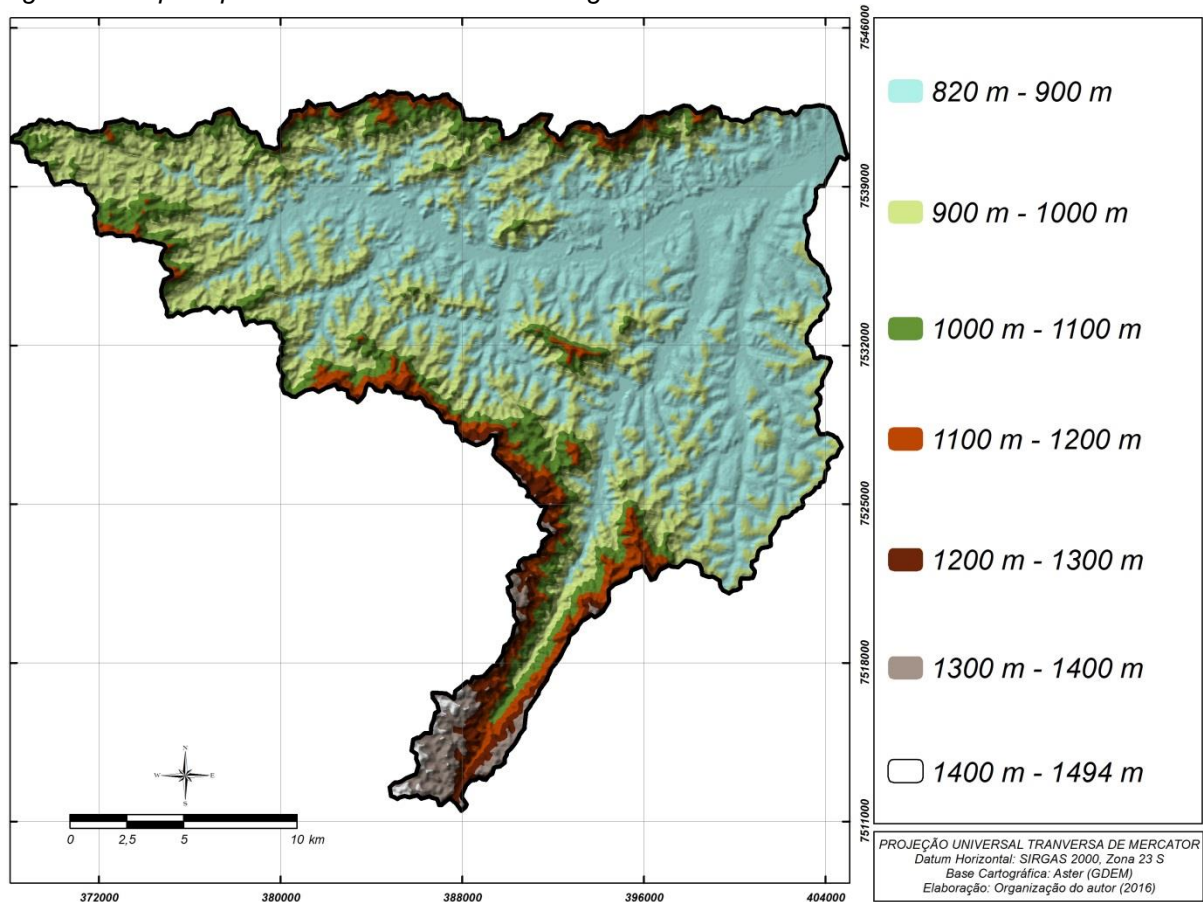 7546000
7539000
7532000
7525000
7518000
7511000
820 m - 900 m
900 m - 1000 m
1000 m - 1100 m
1100 m - 1200 m
1200 m - 1300 m
1300 m - 1400 m
1400 m - 1494 m
N
W
E
S
0 2,5 5 10 km
372000 380000 388000 396000 404000
PROJEÇÃO UNIVERSAL TRANVERSA DE MERCATOR
Datum Horizontal: SIRGAS 2000, Zona 23 S
Base Cartográfica: Aster (GDEM)
Elaboração: Organização do autor (2016)